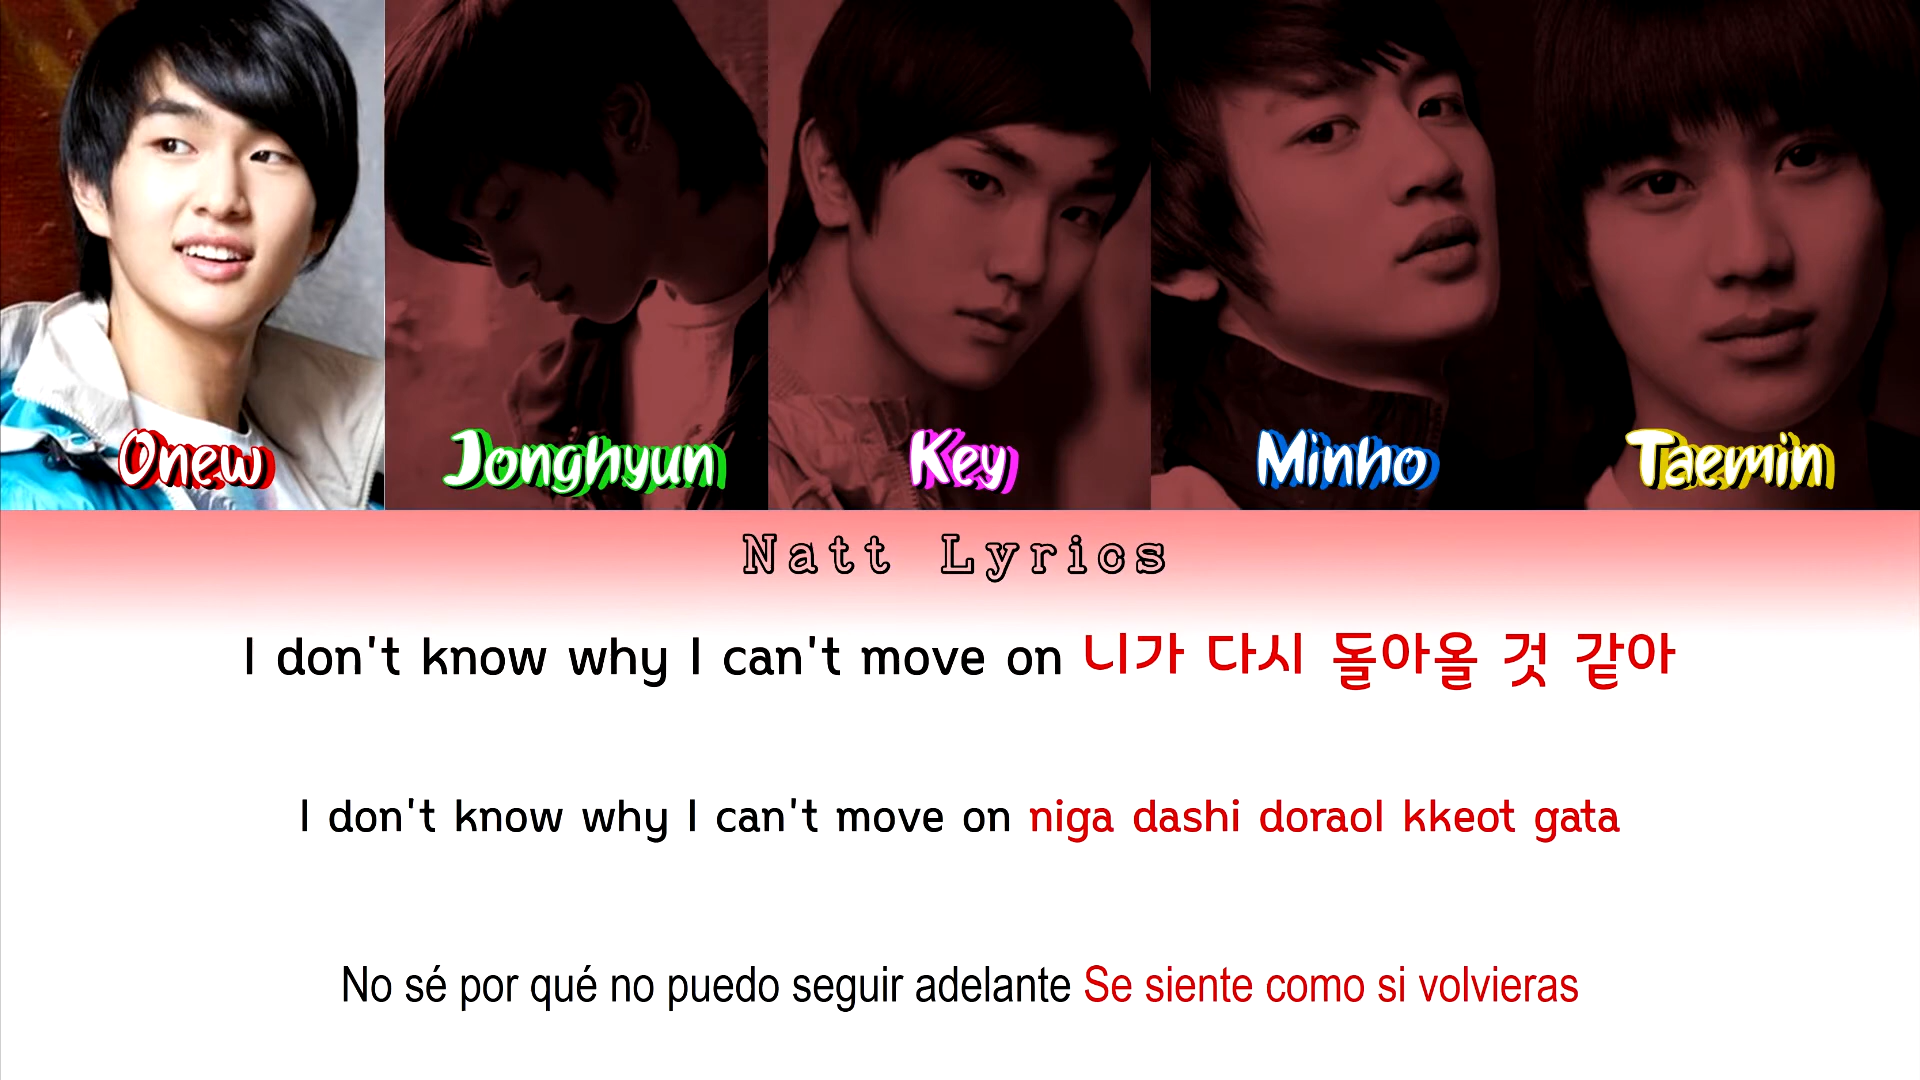 Onew Jonghyun Key Minho Taemin
Natt Lyrics
I don't know why I can't move on 니가 다시 돌아올 것 같아
I don't know why I can't move on niga dashi doraol kkeot gata
No sé por qué no puedo seguir adelante Se siente como si volvieras